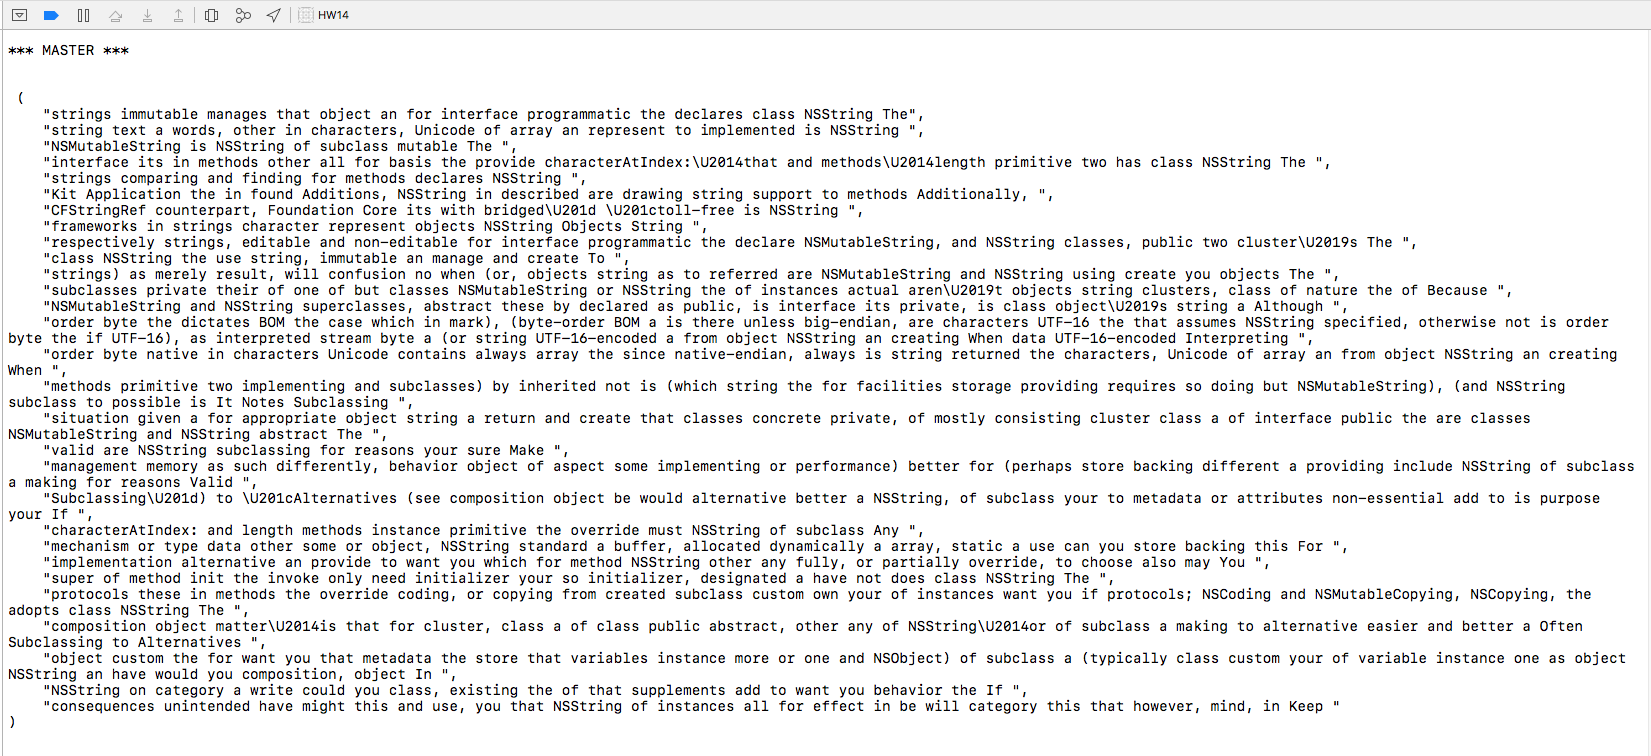 HW14
*** MASTER ***
(
"strings immutable manages that object an for interface programmatic the declares class NSString The",
"string text a words, other in characters, Unicode of array an represent to implemented is NSString ",
"NSMutableString is NSString of subclass mutable The ",
"interface its in methods other all for basis the provide characterAtIndex:\U2014that and methods\U2014length primitive two has class NSString The ",
"strings comparing and finding for methods declares NSString ",
"Kit Application the in found Additions, NSString in described are drawing string support to methods Additionally, ",
"CFStringRef counterpart, Foundation Core its with bridged\U201d \U201ctoll-free is NSString ",
"frameworks in strings character represent objects NSString Objects String ",
"respectively strings, editable and non-editable for interface programmatic the declare NSMutableString, and NSString classes, public two cluster\U2019s The ",
"class NSString the use string, immutable an manage and create To ",
"strings) as merely result, will confusion no when (or, objects string as to referred are NSMutableString and NSString using create you objects The ",
"subclasses private their of one of but classes NSMutableString or NSString the of instances actual aren\U2019t objects string clusters, class of nature the of Because ",
"NSMutableString and NSString superclasses, abstract these by declared as public, is interface its private, is class object\U2019s string a Although ",
"order byte the dictates BOM the case which in mark), (byte-order BOM a is there unless big-endian, are characters UTF-16 the that assumes NSString specified, otherwise not is order
byte the if UTF-16), as interpreted stream byte a (or string UTF-16-encoded a from object NSString an creating When data UTF-16-encoded Interpreting ",
"order byte native in characters Unicode contains always array the since native-endian, always is string returned the characters, Unicode of array an from object NSString an creating
When ",
"methods primitive two implementing and subclasses) by inherited not is (which string the for facilities storage providing requires so doing but NSMutableString), (and NSString
subclass to possible is It Notes Subclassing ",
"situation given a for appropriate object string a return and create that classes concrete private, of mostly consisting cluster class a of interface public the are classes
NSMutableString and NSString abstract The ",
"valid are NSString subclassing for reasons your sure Make ",
"management memory as such differently, behavior object of aspect some implementing or performance) better for (perhaps store backing different a providing include NSString of subclass
a making for reasons Valid ",
"Subclassing\U201d) to \U201cAlternatives (see composition object be would alternative better a NSString, of subclass your to metadata or attributes non-essential add to is purpose
your If ",
"characterAtIndex: and length methods instance primitive the override must NSString of subclass Any ",
"mechanism or type data other some or object, NSString standard a buffer, allocated dynamically a array, static a use can you store backing this For ",
"implementation alternative an provide to want you which for method NSString other any fully, or partially override, to choose also may You ",
"super of method init the invoke only need initializer your so initializer, designated a have not does class NSString The ",
"protocols these in methods the override coding, or copying from created subclass custom own your of instances want you if protocols; NSCoding and NSMutableCopying, NSCopying, the
adopts class NSString The ",
"composition object matter\U2014is that for cluster, class a of class public abstract, other any of NSString\U2014or of subclass a making to alternative easier and better a Often
Subclassing to Alternatives ",
"object custom the for want you that metadata the store that variables instance more or one and NSObject) of subclass a (typically class custom your of variable instance one as object
NSString an have would you composition, object In ",
"NSString on category a write could you class, existing the of that supplements add to want you behavior the If ",
"consequences unintended have might this and use, you that NSString of instances all for effect in be will category this that however, mind, in Keep "
)